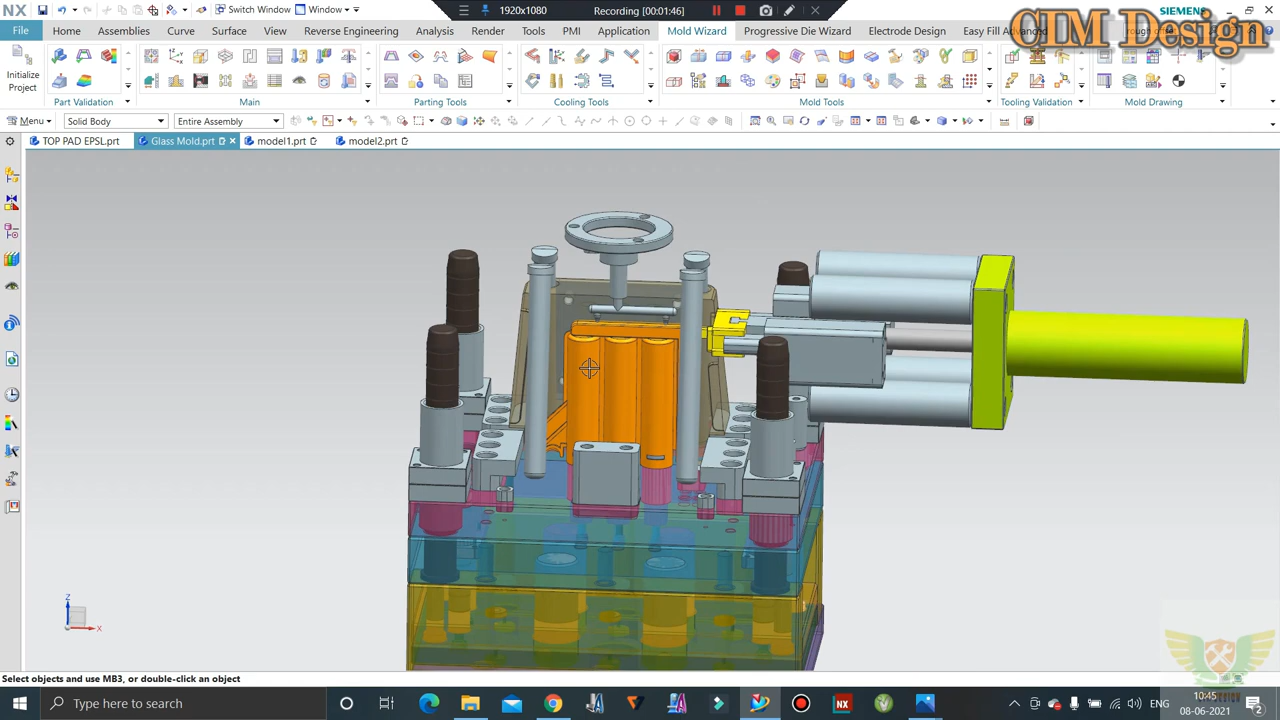 NX
Switch Window
Window
1920x1080
Recording [00:01:46]
SIEMENS
CIM Design
File
Home
Assemblies
Curve
Surface
View
Reverse Engineering
Analysis
Render
Tools
PMI
Application
Mold Wizard
Progressive Die Wizard
Electrode Design
Easy Fill Advanced
Initialize
Project
Part Validation
Main
Parting Tools
Cooling Tools
Mold Tools
Tooling Validation
Mold Drawing
Menu
Solid Body
Entire Assembly
TOP PAD EPSL.prt
Glass Mold.prt
model1.prt
model2.prt
Z
X
Select objects and use MB3, or double-click an object
Type here to search
NX
ENG
10:45
08-06-2021
2